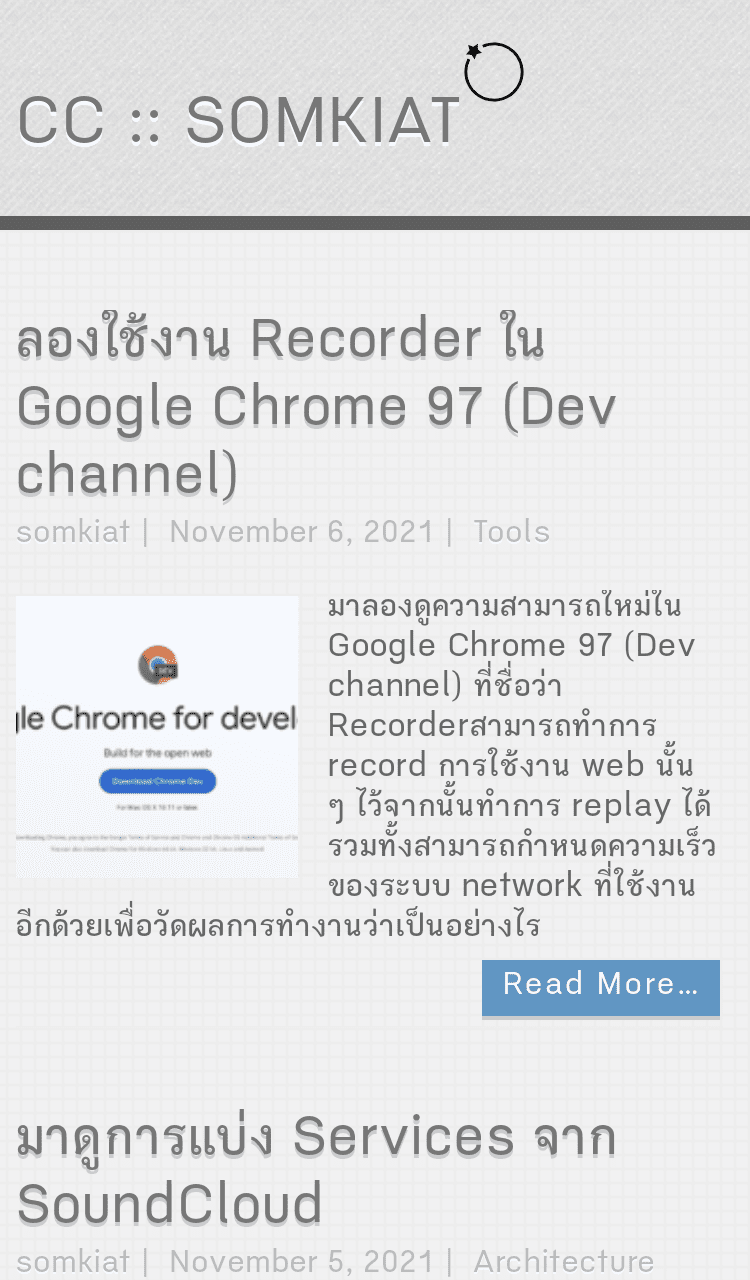 CC :: SOMKIAT
ลองใช้งาน Recorder ใน
Google Chrome 97 (Dev
channel)
somkiat | November 6, 2021 | Tools
le Chrome for devel
Build for the open web
Download Chrome Dev
มาลองดูความสามารถใหม่ใน
Google Chrome 97 (Dev
channel) ที่ชื่อว่า
Recorderสามารถทำการ
record การใช้งาน web นั้น
ๆ ไว้จากนั้นทำการ replay ได้
รวมทั้งสามารถกำหนดความเร็ว
ของระบบ network ที่ใช้งาน
อีกด้วยเพื่อวัดผลการทำงานว่าเป็นอย่างไร
Read More…
มาดูการแบ่ง Services จาก
SoundCloud
somkiat | November 5, 2021 | Architecture